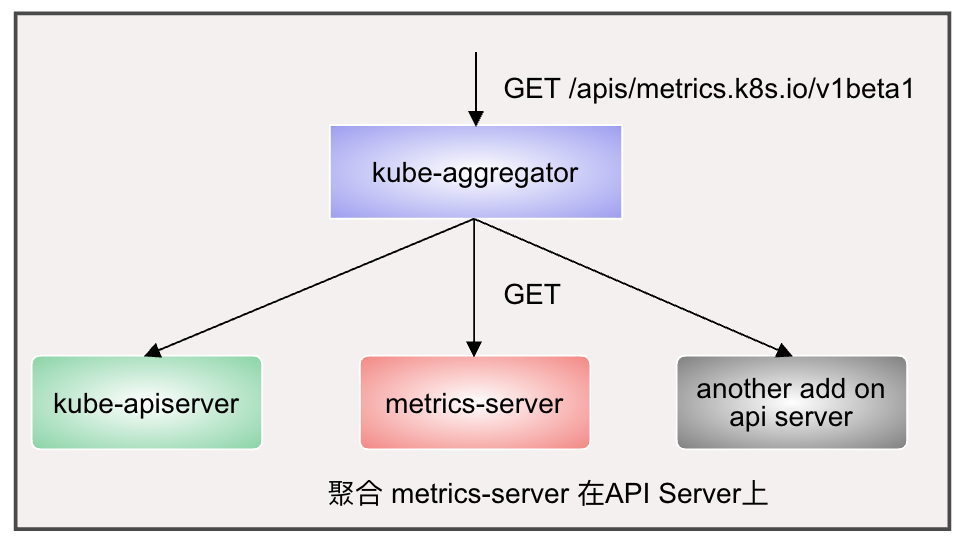 GET /apis/metrics.k8s.io/v1beta1
kube-aggregator
GET
kube-apiserver
metrics-server
another add on
api server
聚合 metrics-server 在API Server上